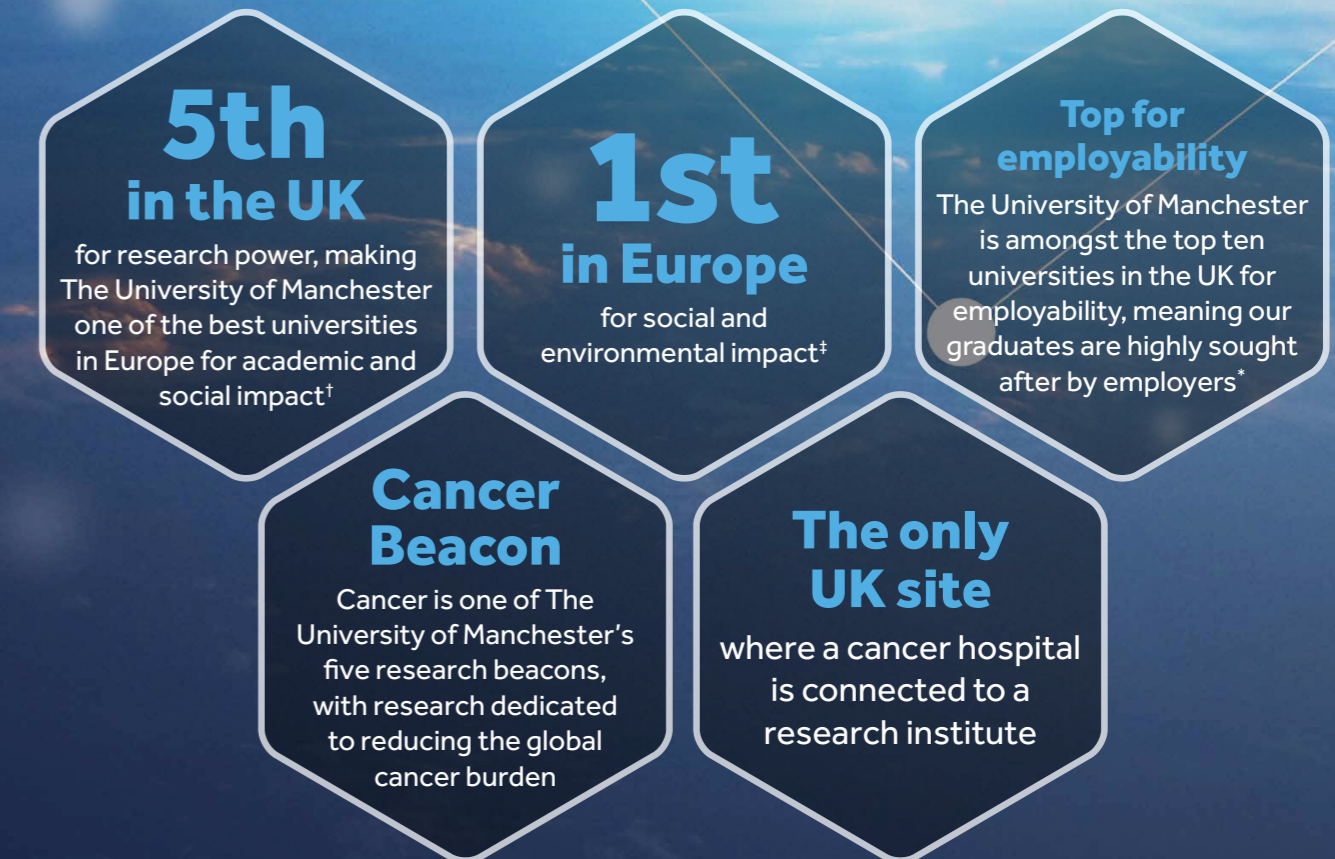 5th
in the UK
for research power, making
The University of Manchester
one of the best universities
in Europe for academic and
social impact†
1st
in Europe
for social and
environmental impact‡
Top for
employability
The University of Manchester
is amongst the top ten
universities in the UK for
employability, meaning our
graduates are highly sought
after by employers*
Cancer
Beacon
Cancer is one of The
University of Manchester’s
five research beacons,
with research dedicated
to reducing the global
cancer burden
The only
UK site
where a cancer hospital
is connected to a
research institute